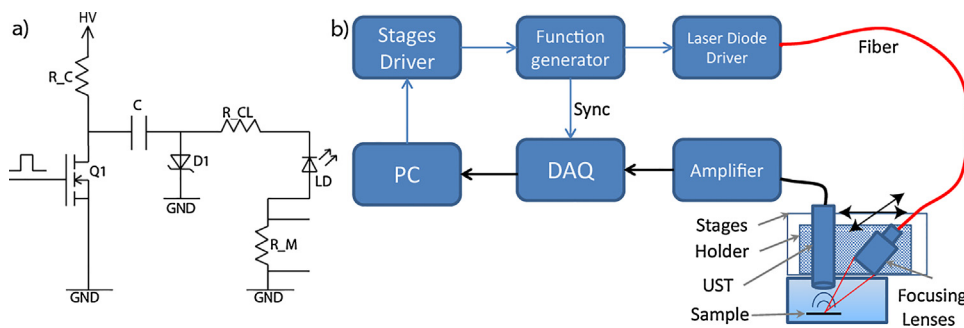 a)
HV
R_C
C
R_CL
Q1
D1
LD
GND
R_M
GND
GND
b)
Stages
Driver
Function
generator
Laser Diode
Driver
Fiber
Sync
PC
DAQ
Amplifier
Stages
Holder
UST
Sample
Focusing
Lenses